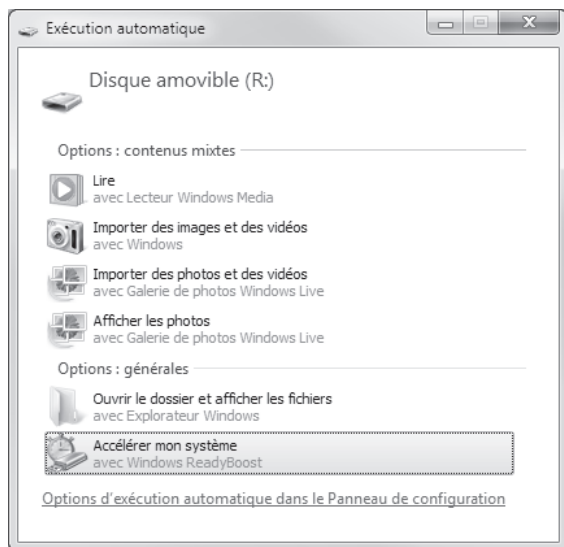 Exécution automatique
Disque amovible (R:)
Options : contenus mixtes
Lire
avec Lecteur Windows Media
Importer des images et des vidéos
avec Windows
Importer des photos et des vidéos
avec Galerie de photos Windows Live
Afficher les photos
avec Galerie de photos Windows Live
Options : générales
Ouvrir le dossier et afficher les fichiers
avec Explorateur Windows
Accélérer mon système
avec Windows ReadyBoost
Options d'exécution automatique dans le Panneau de configuration